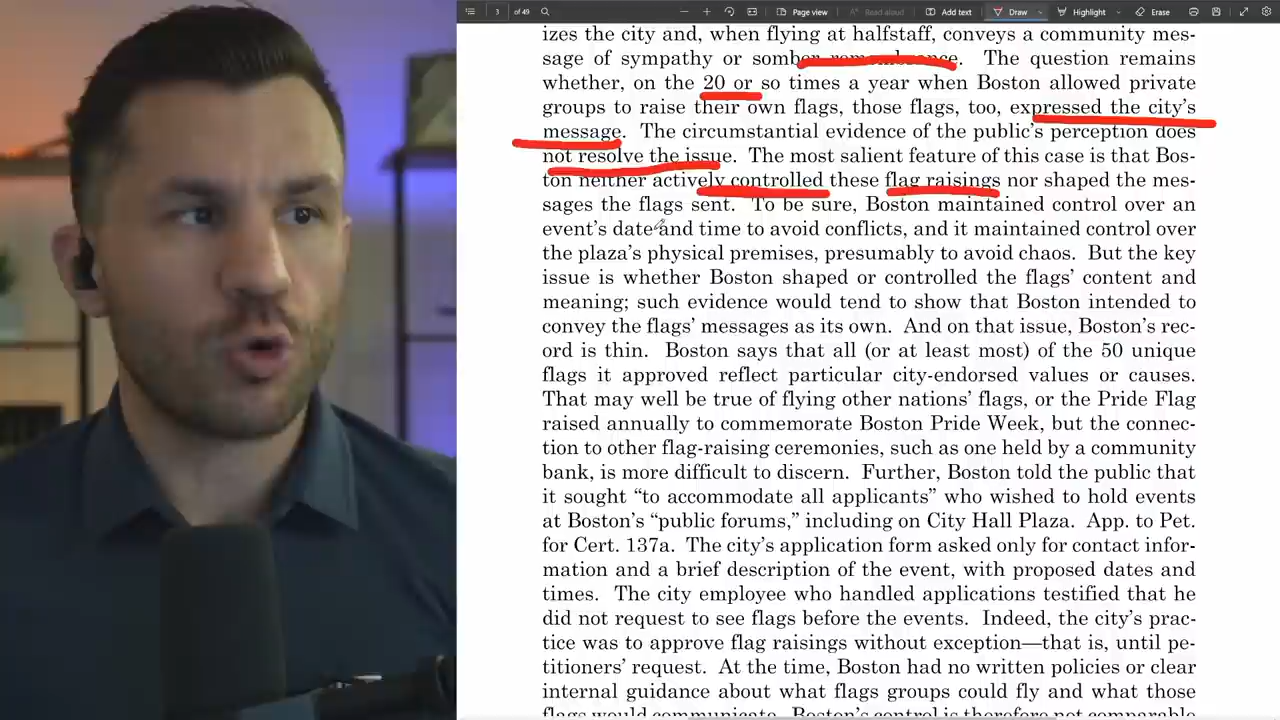 3 of 49
Page view
Read aloud
Add text
Draw
Highlight
Erase
izes the city and, when flying at halfstaff, conveys a community mes-
sage of sympathy or somber remembrance. The question remains
whether, on the 20 or so times a year when Boston allowed private
groups to raise their own flags, those flags, too, expressed the city's
message. The circumstantial evidence of the public's perception does
not resolve the issue. The most salient feature of this case is that Bos-
ton neither actively controlled these flag raisings nor shaped the mes-
sages the flags sent. To be sure, Boston maintained control over an
event's date and time to avoid conflicts, and it maintained control over
the plaza's physical premises, presumably to avoid chaos. But the key
issue is whether Boston shaped or controlled the flags' content and
meaning; such evidence would tend to show that Boston intended to
convey the flags' messages as its own. And on that issue, Boston's rec-
ord is thin. Boston says that all (or at least most) of the 50 unique
flags it approved reflect particular city-endorsed values or causes.
That may well be true of flying other nations' flags, or the Pride Flag
raised annually to commemorate Boston Pride Week, but the connec-
tion to other flag-raising ceremonies, such as one held by a community
bank, is more difficult to discern. Further, Boston told the public that
it sought “to accommodate all applicants” who wished to hold events
at Boston's “public forums,” including on City Hall Plaza. App. to Pet.
for Cert. 137a. The city's application form asked only for contact infor-
mation and a brief description of the event, with proposed dates and
times. The city employee who handled applications testified that he
did not request to see flags before the events. Indeed, the city's prac-
tice was to approve flag raisings without exception—that is, until pe-
titioners' request. At the time, Boston had no written policies or clear
internal guidance about what flags groups could fly and what those
flags would communicate. Boston's control is therefore not comparable